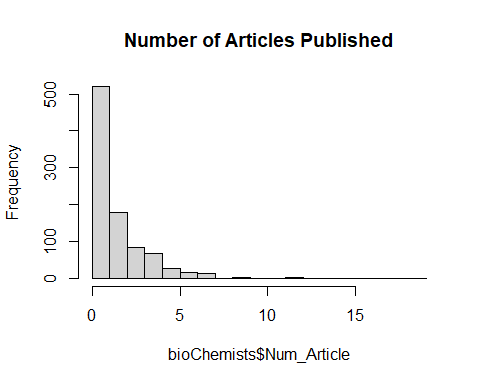 Number of Articles Published
Frequency
500
300
100
0
0 5 10 15
bioChemists$Num_Article